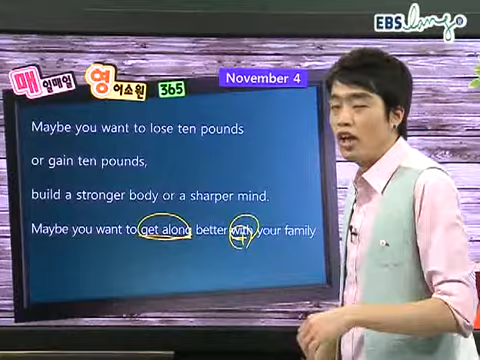 EBSlang
November 4
매일매일 영어소원 365
Maybe you want to lose ten pounds
or gain ten pounds,
build a stronger body or a sharper mind.
Maybe you want to get along better with your family
EBS